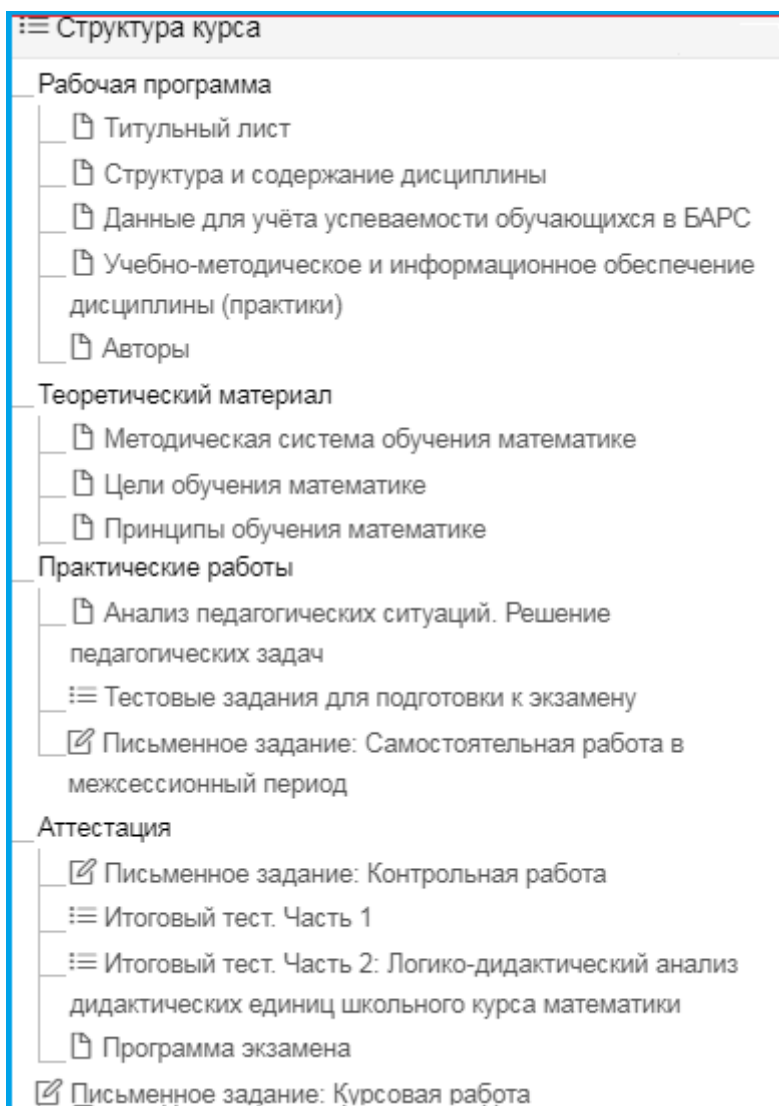 Структура курса
Рабочая программа
Титульный лист
Структура и содержание дисциплины
Данные для учёта успеваемости обучающихся в БАРС
Учебно-методическое и информационное обеспечение
дисциплины (практики)
Авторы
Теоретический материал
Методическая система обучения математике
Цели обучения математике
Принципы обучения математике
Практические работы
Анализ педагогических ситуаций. Решение
педагогических задач
Тестовые задания для подготовки к экзамену
Письменное задание: Самостоятельная работа в
межсессионный период
Аттестация
Письменное задание: Контрольная работа
Итоговый тест. Часть 1
Итоговый тест. Часть 2: Логико-дидактический анализ
дидактических единиц школьного курса математики
Программа экзамена
Письменное задание: Курсовая работа